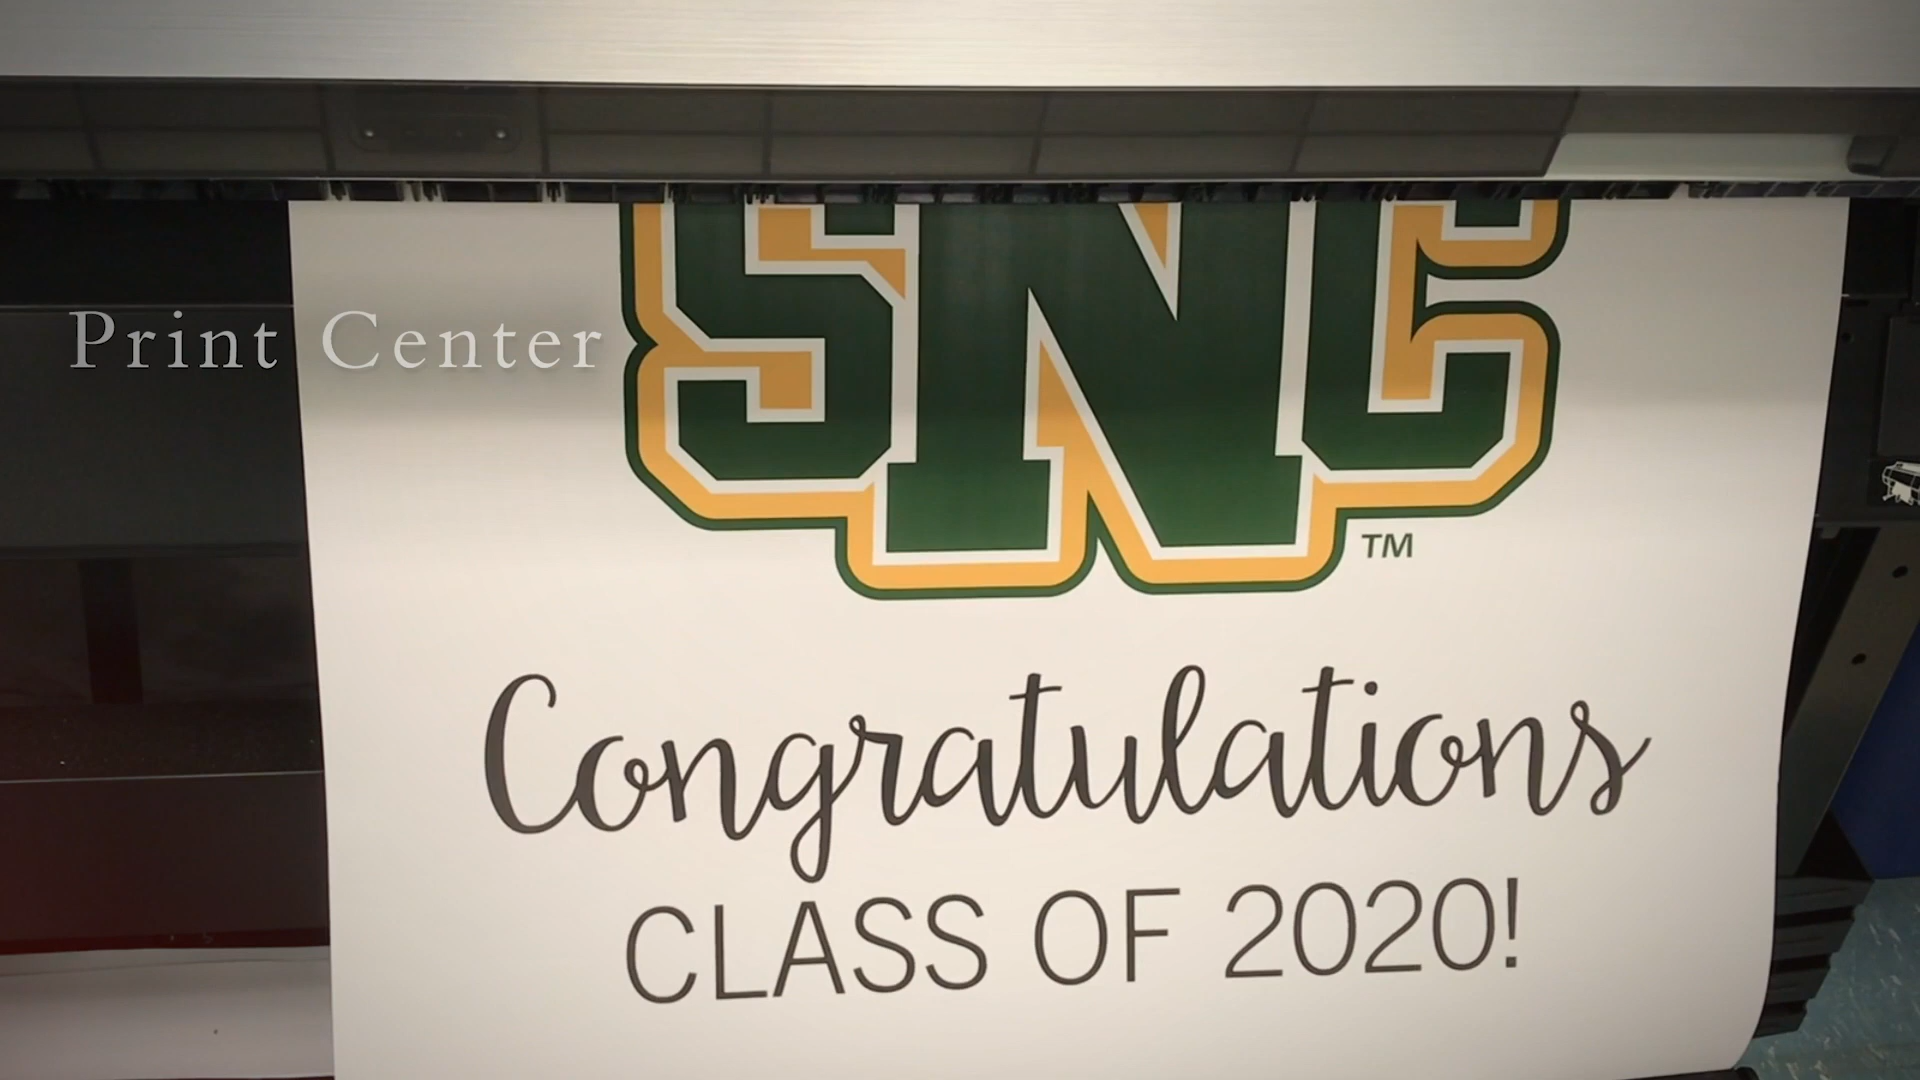 Print Center
SNC
TM
Congratulations
CLASS OF 2020!